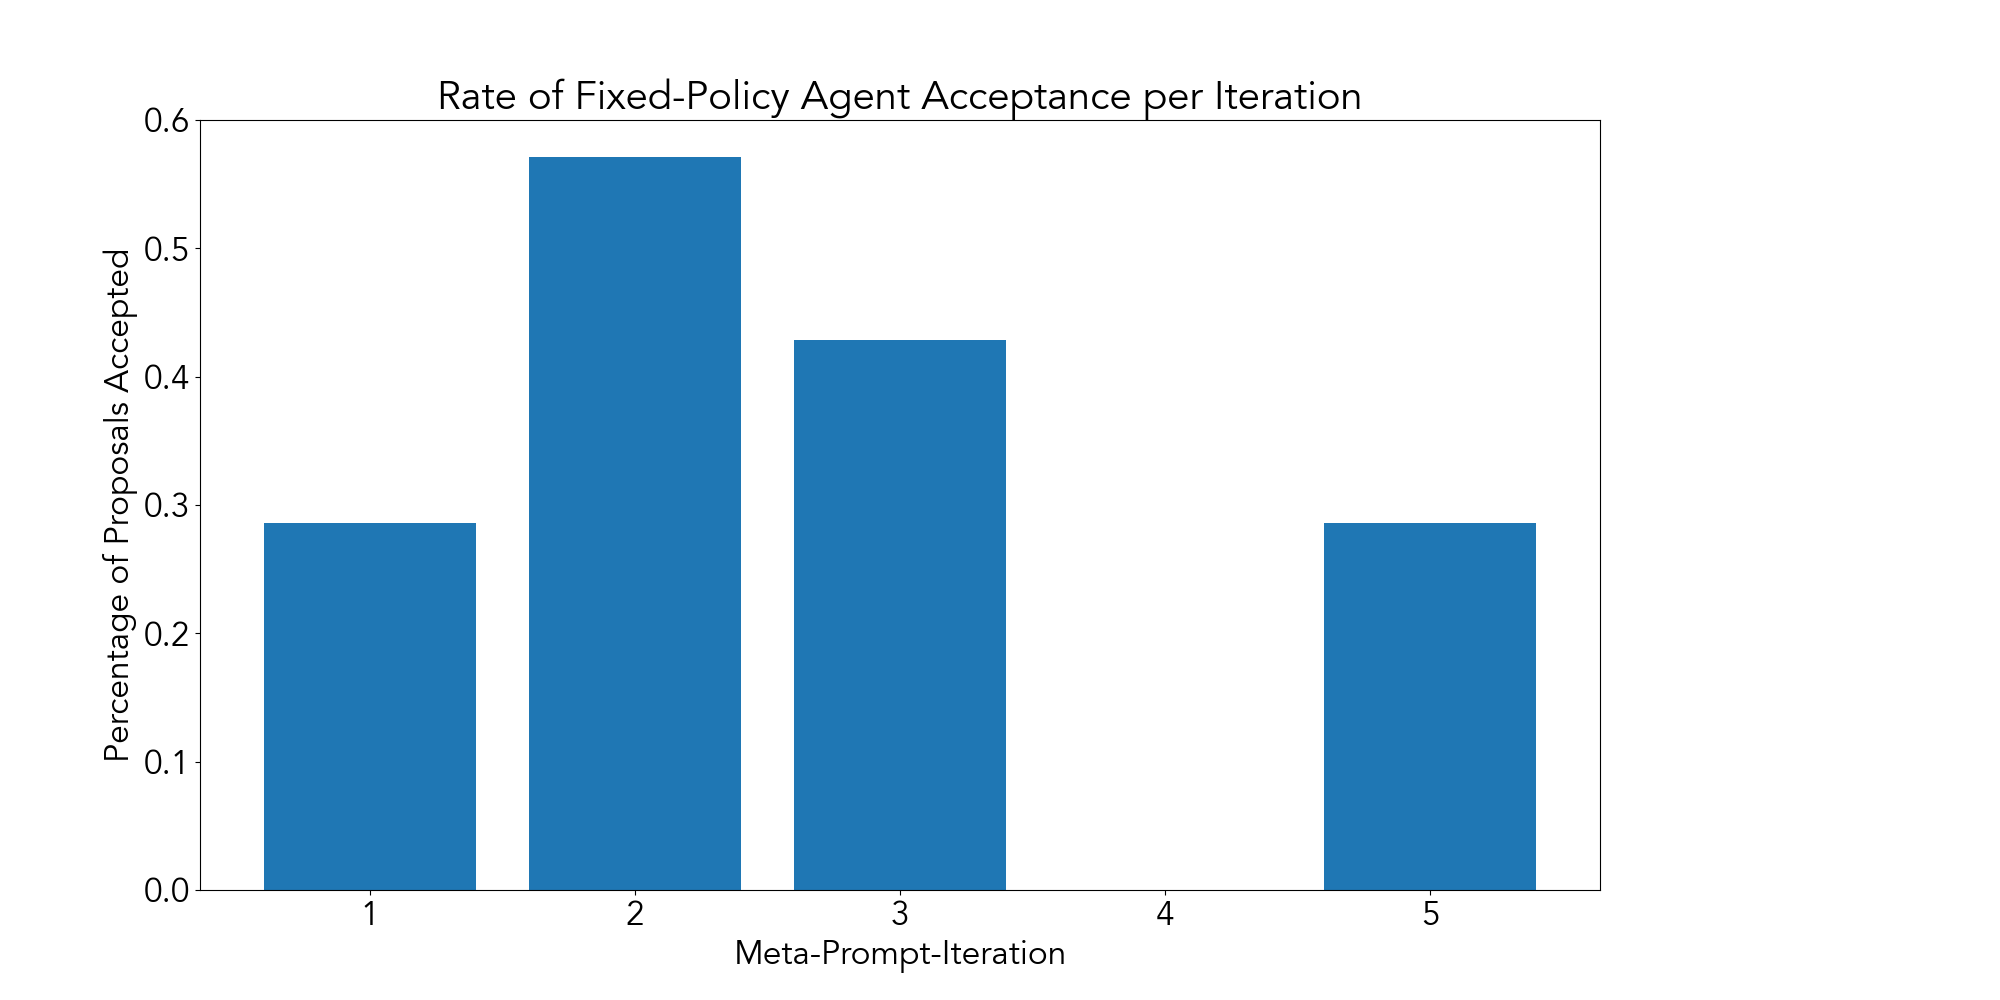 Rate of Fixed-Policy Agent Acceptance per Iteration
Percentage of Proposals Accepted
0.6
0.5
0.4
0.3
0.2
0.1
0.0
1 2 3 4 5
Meta-Prompt-Iteration